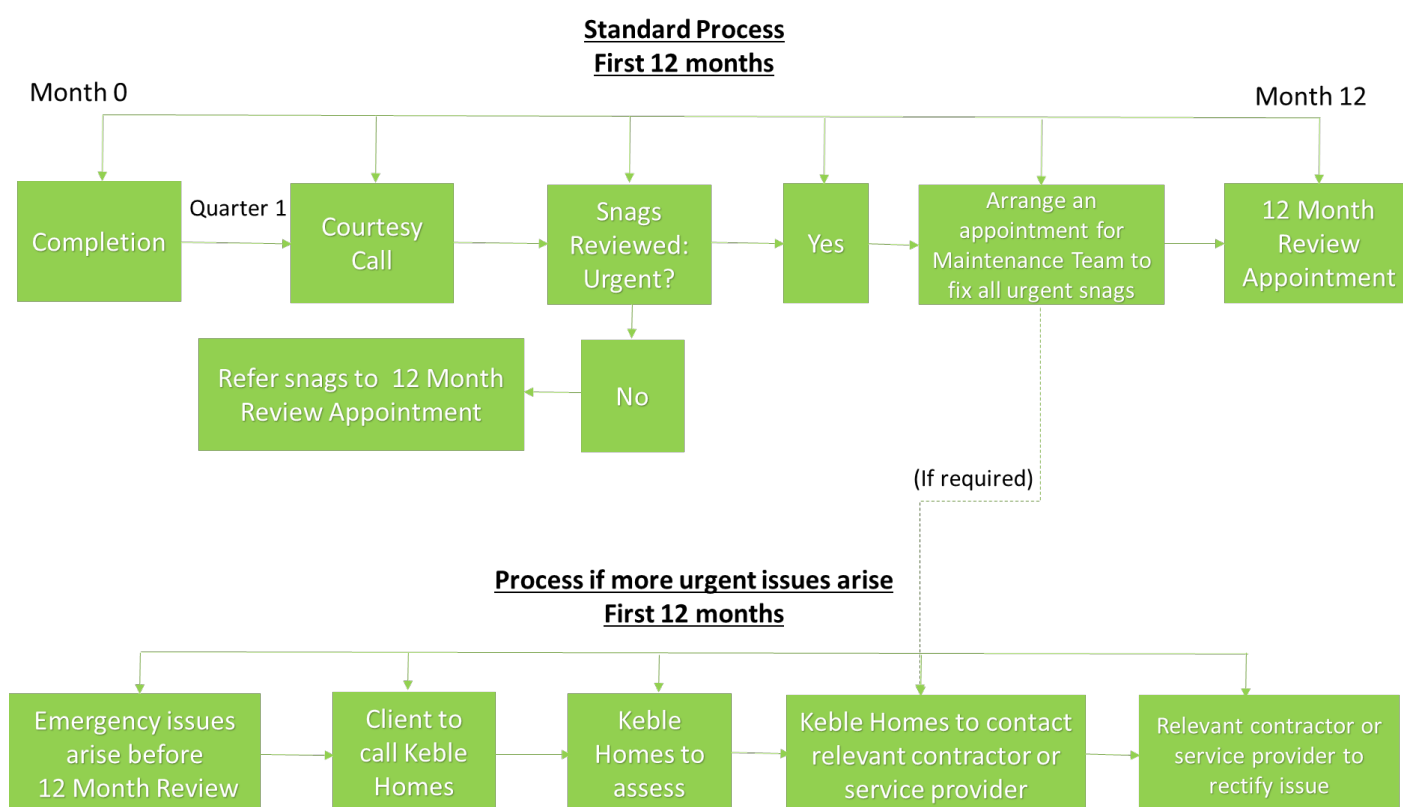 Standard Process
First 12 months
Month 0
Month 12
Completion
Quarter 1
Courtesy
Call
Snags
Reviewed:
Urgent?
Yes
Arrange an
appointment for
Maintenance Team to
fix all urgent snags
12 Month
Review
Appointment
Refer snags to 12 Month
Review Appointment
No
(If required)
Process if more urgent issues arise
First 12 months
Emergency issues
arise before
12 Month Review
Client to
call Keble
Homes
Keble
Homes to
assess
Keble Homes to contact
relevant contractor or
service provider
Relevant contractor or
service provider to
rectify issue